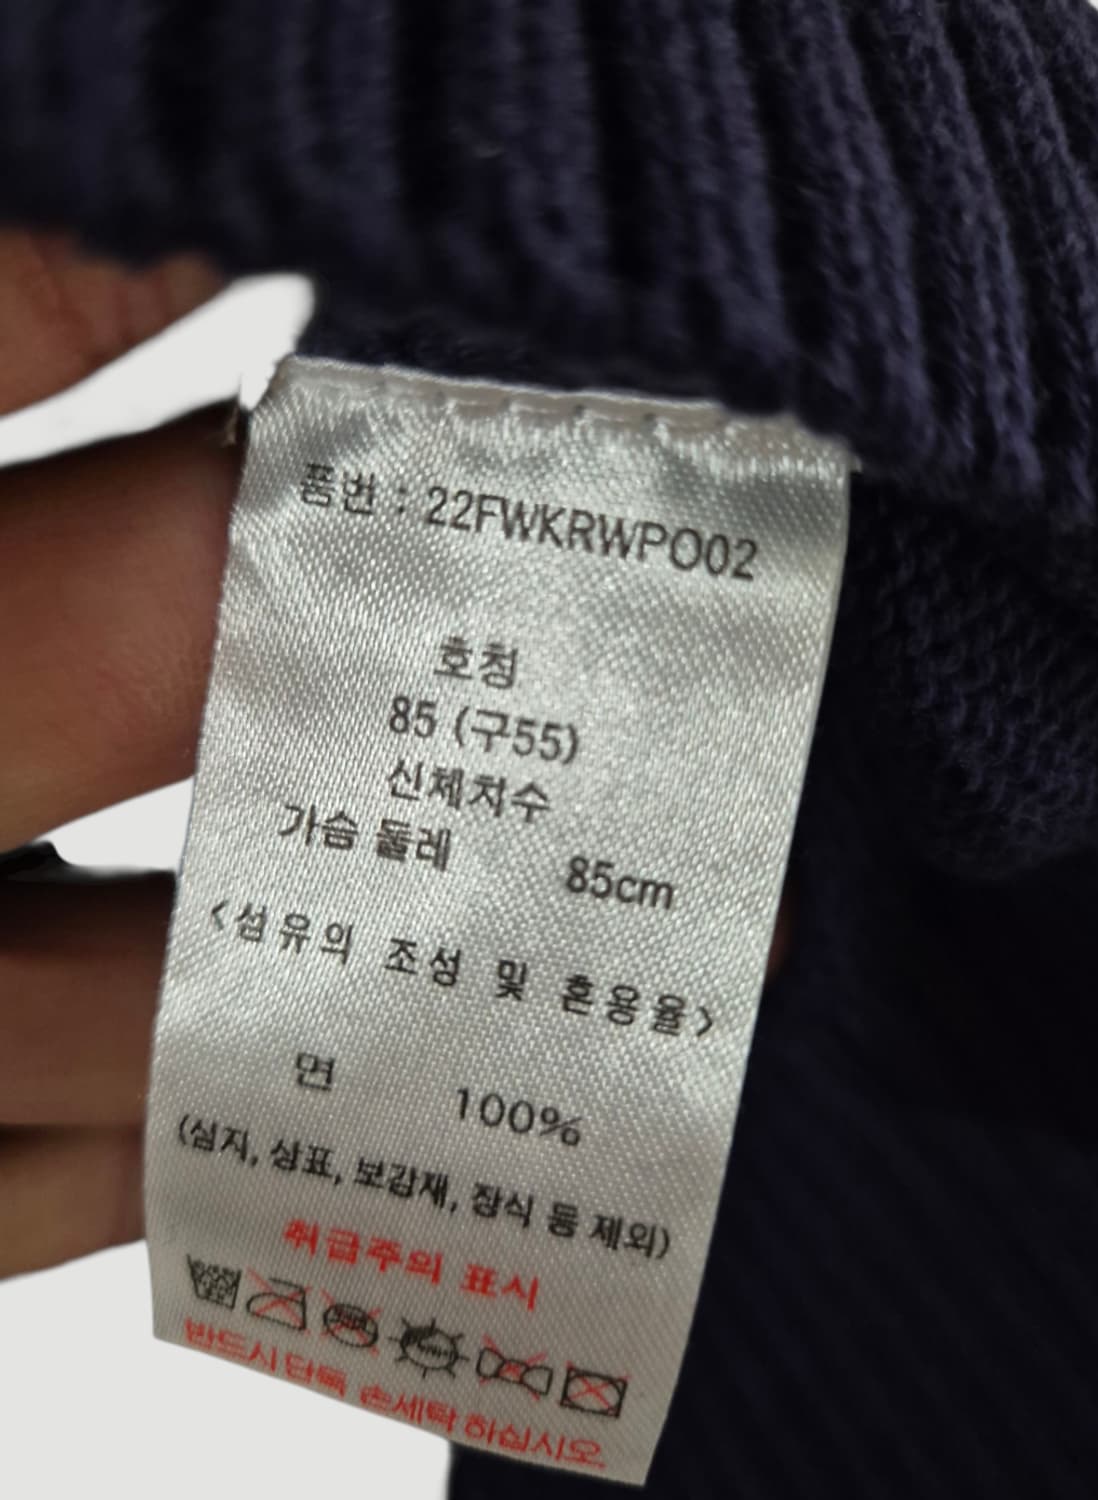 품번 : 22FWKRWPO02
호칭
85 (구55)
신체치수
가슴 둘레 85cm
<섬유의 조성 및 혼용율>
면 100%
(심지, 상표, 보강재, 장식 등 제외)
취급주의 표시
반드시 단독 손세탁 하십시오.